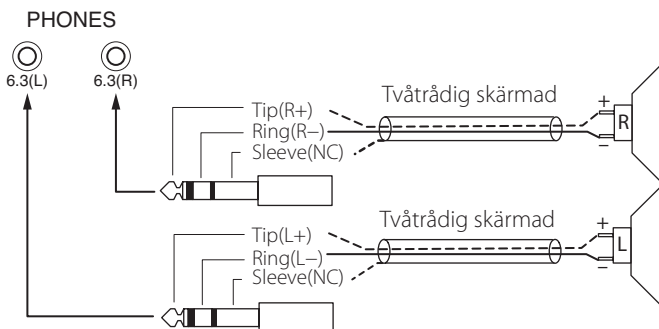 PHONES
6.3(L) 6.3(R)
Tvåtrådig skärmad
Tip(R+)
Ring(R−)
Sleeve(NC)
+
R
−
Tvåtrådig skärmad
Tip(L+)
Ring(L−)
Sleeve(NC)
+
L
−